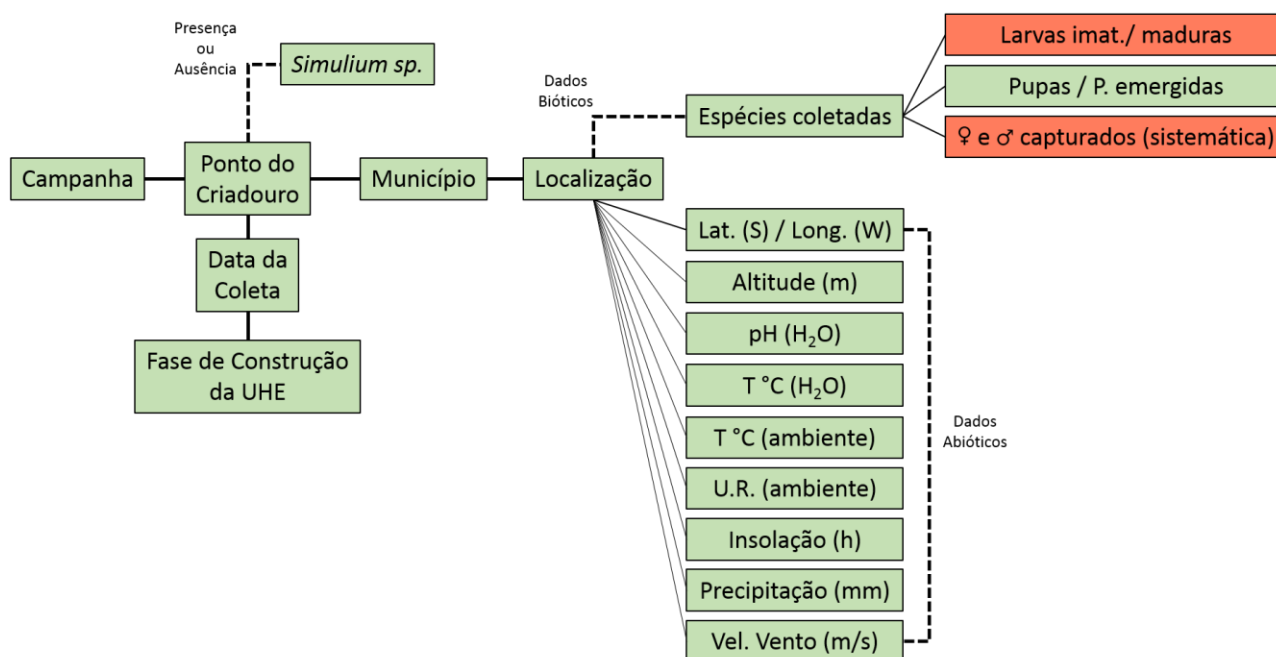 Presença
ou
Ausência
Simulium sp.
Campanha
Ponto do
Criadouro
Município
Localização
Data da
Coleta
Fase de Construção
da UHE
Dados
Bióticos
Espécies coletadas
Larvas imat./ maduras
Pupas / P. emergidas
♀ e ♂ capturados (sistemática)
Lat. (S) / Long. (W)
Altitude (m)
pH (H₂O)
T °C (H₂O)
T °C (ambiente)
U.R. (ambiente)
Insolação (h)
Precipitação (mm)
Vel. Vento (m/s)
Dados
Abióticos